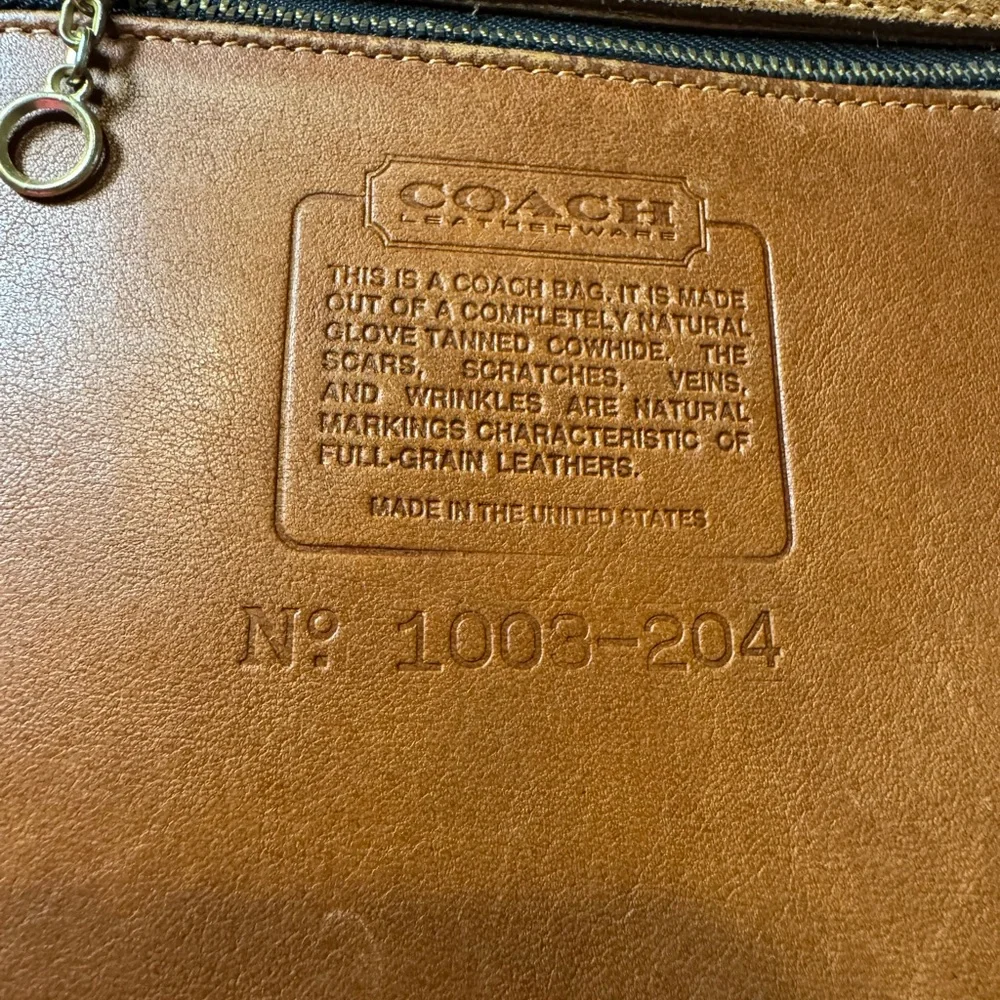 COACH
LEATHERWARE
THIS IS A COACH BAG. IT IS MADE
OUT OF A COMPLETELY NATURAL
GLOVE TANNED COWHIDE. THE
SCARS, SCRATCHES, VEINS,
AND WRINKLES ARE NATURAL
MARKINGS CHARACTERISTIC OF
FULL-GRAIN LEATHERS.
MADE IN THE UNITED STATES
Nº 1003-204